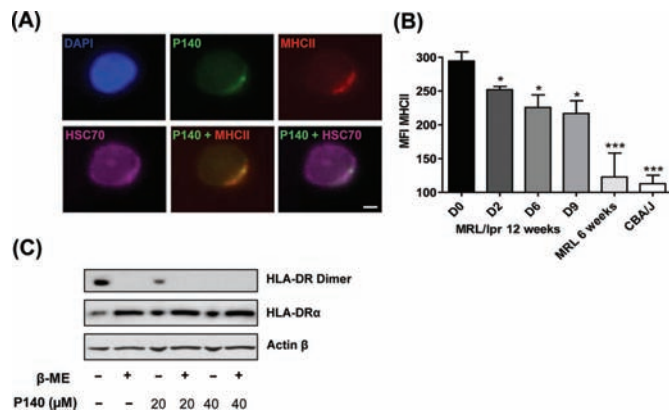 (A)
DAPI
P140
MHCII
HSC70
P140 + MHCII
P140 + HSC70
(B)
MFI MHCII
300
250
200
150
100
D0
D2
D6
D9
MRL 6 weeks
CBA/J
MRL/lpr 12 weeks
*
*
*
***
***
(C)
HLA-DR Dimer
HLA-DRα
Actin β
β-ME
– + – + – +
P140 (μM)
– – 20 20 40 40